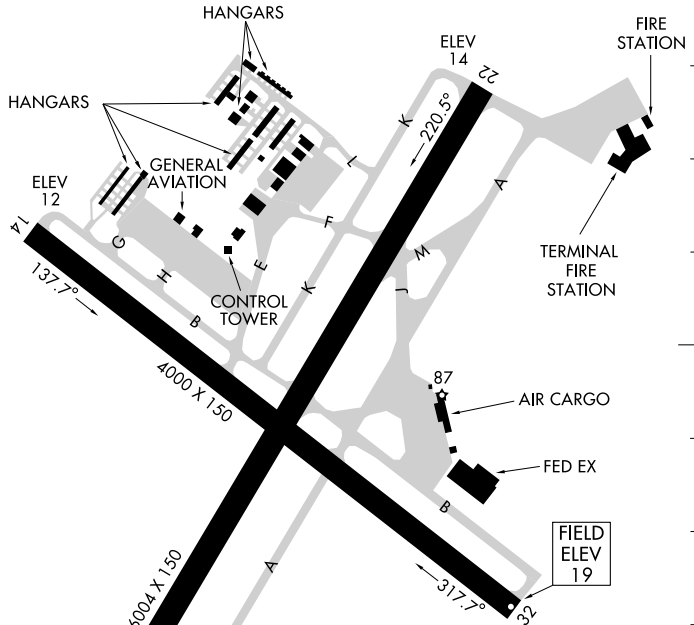 HANGARS
ELEV
14
22
FIRE
STATION
HANGARS
220.5°
K
L
A
GENERAL
AVIATION
ELEV
12
14
F
M
G
E
TERMINAL
FIRE
STATION
137.7°
H
K
J
CONTROL
TOWER
B
4000 X 150
87
AIR CARGO
FED EX
B
FIELD
ELEV
19
A
6004 X 150
317.7°
32